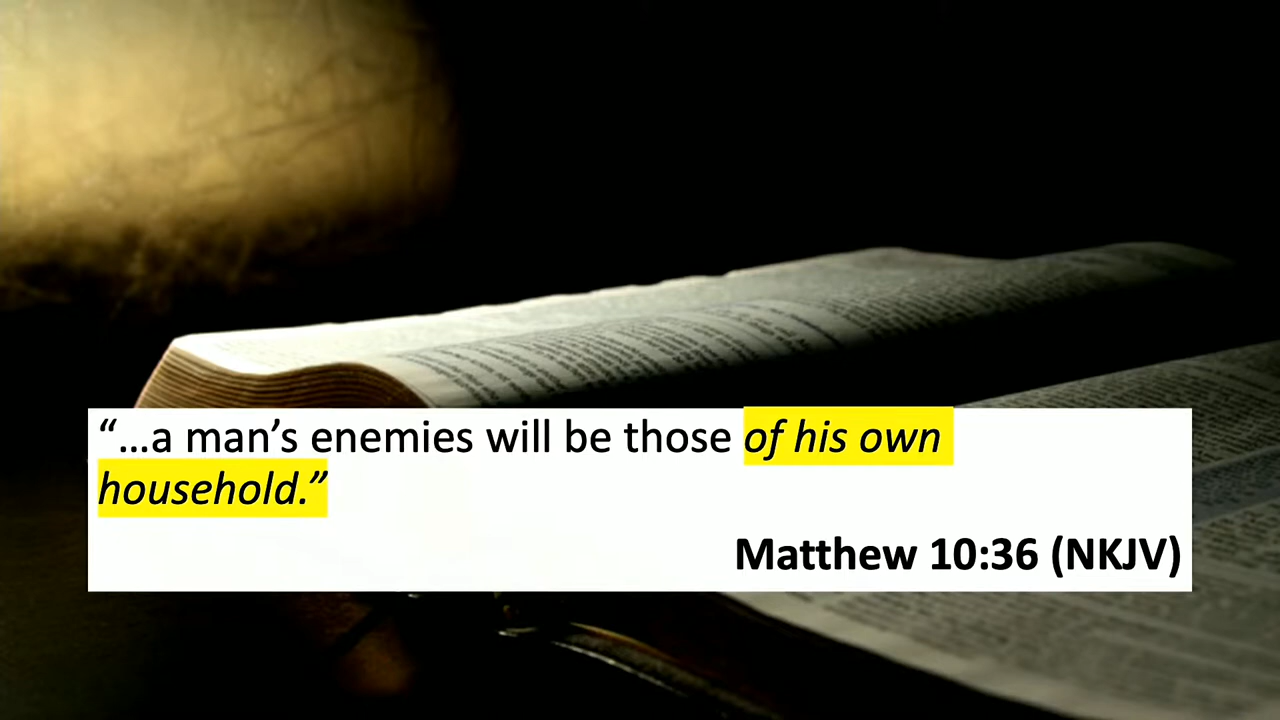 “…a man’s enemies will be those of his own
household.”
Matthew 10:36 (NKJV)